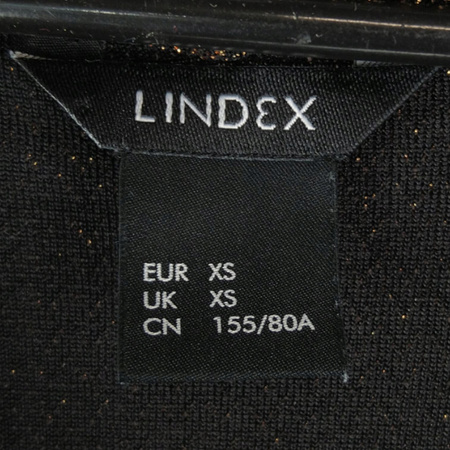 LINDEX
EUR XS
UK XS
CN 155/80A